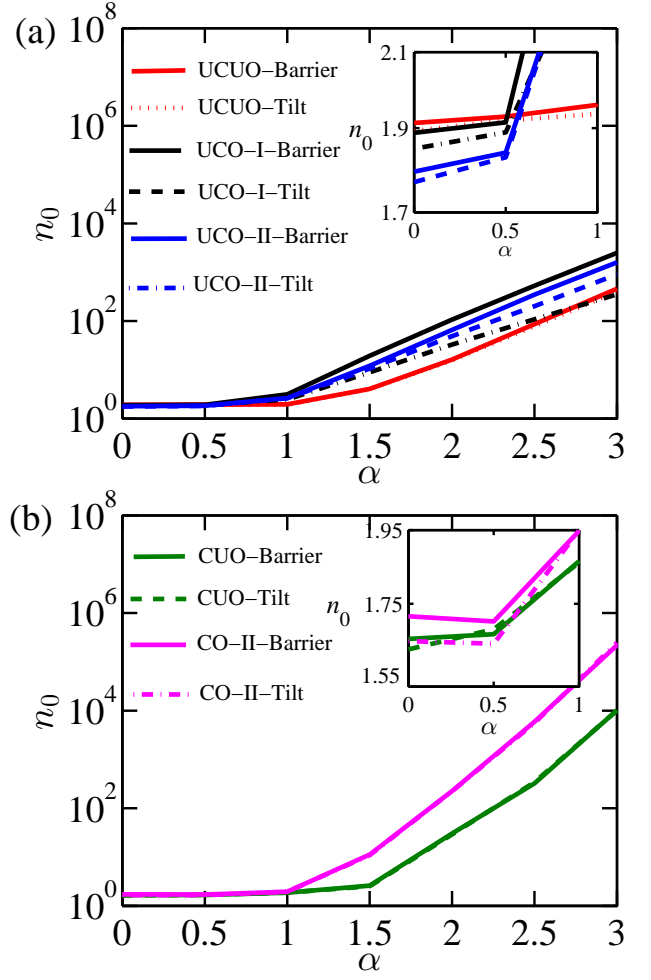 (a)
10^8
10^6
10^4
10^2
10^0
n_0
UCUO−Barrier
UCUO−Tilt
UCO−I−Barrier
UCO−I−Tilt
UCO−II−Barrier
UCO−II−Tilt
2.1
1.9
1.7
n_0
0 0.5 1
α
0 0.5 1 1.5 2 2.5 3
α
(b)
10^8
10^6
10^4
10^2
10^0
n_0
CUO−Barrier
CUO−Tilt
CO−II−Barrier
CO−II−Tilt
1.95
1.75
1.55
n_0
0 0.5 1
α
0 0.5 1 1.5 2 2.5 3
α